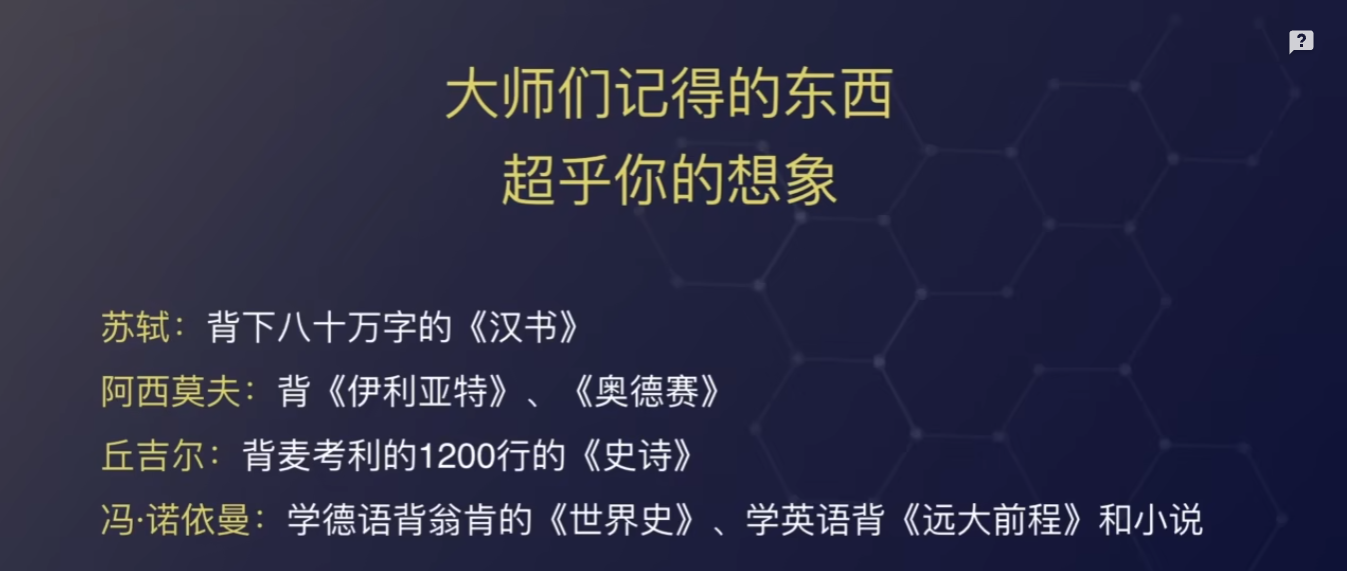 大师们记得的东西
超乎你的想象
苏轼：背下八十万字的《汉书》
阿西莫夫：背《伊利亚特》、《奥德赛》
丘吉尔：背麦考利的1200行的《史诗》
冯·诺依曼：学德语背翁肯的《世界史》、学英语背《远大前程》和小说